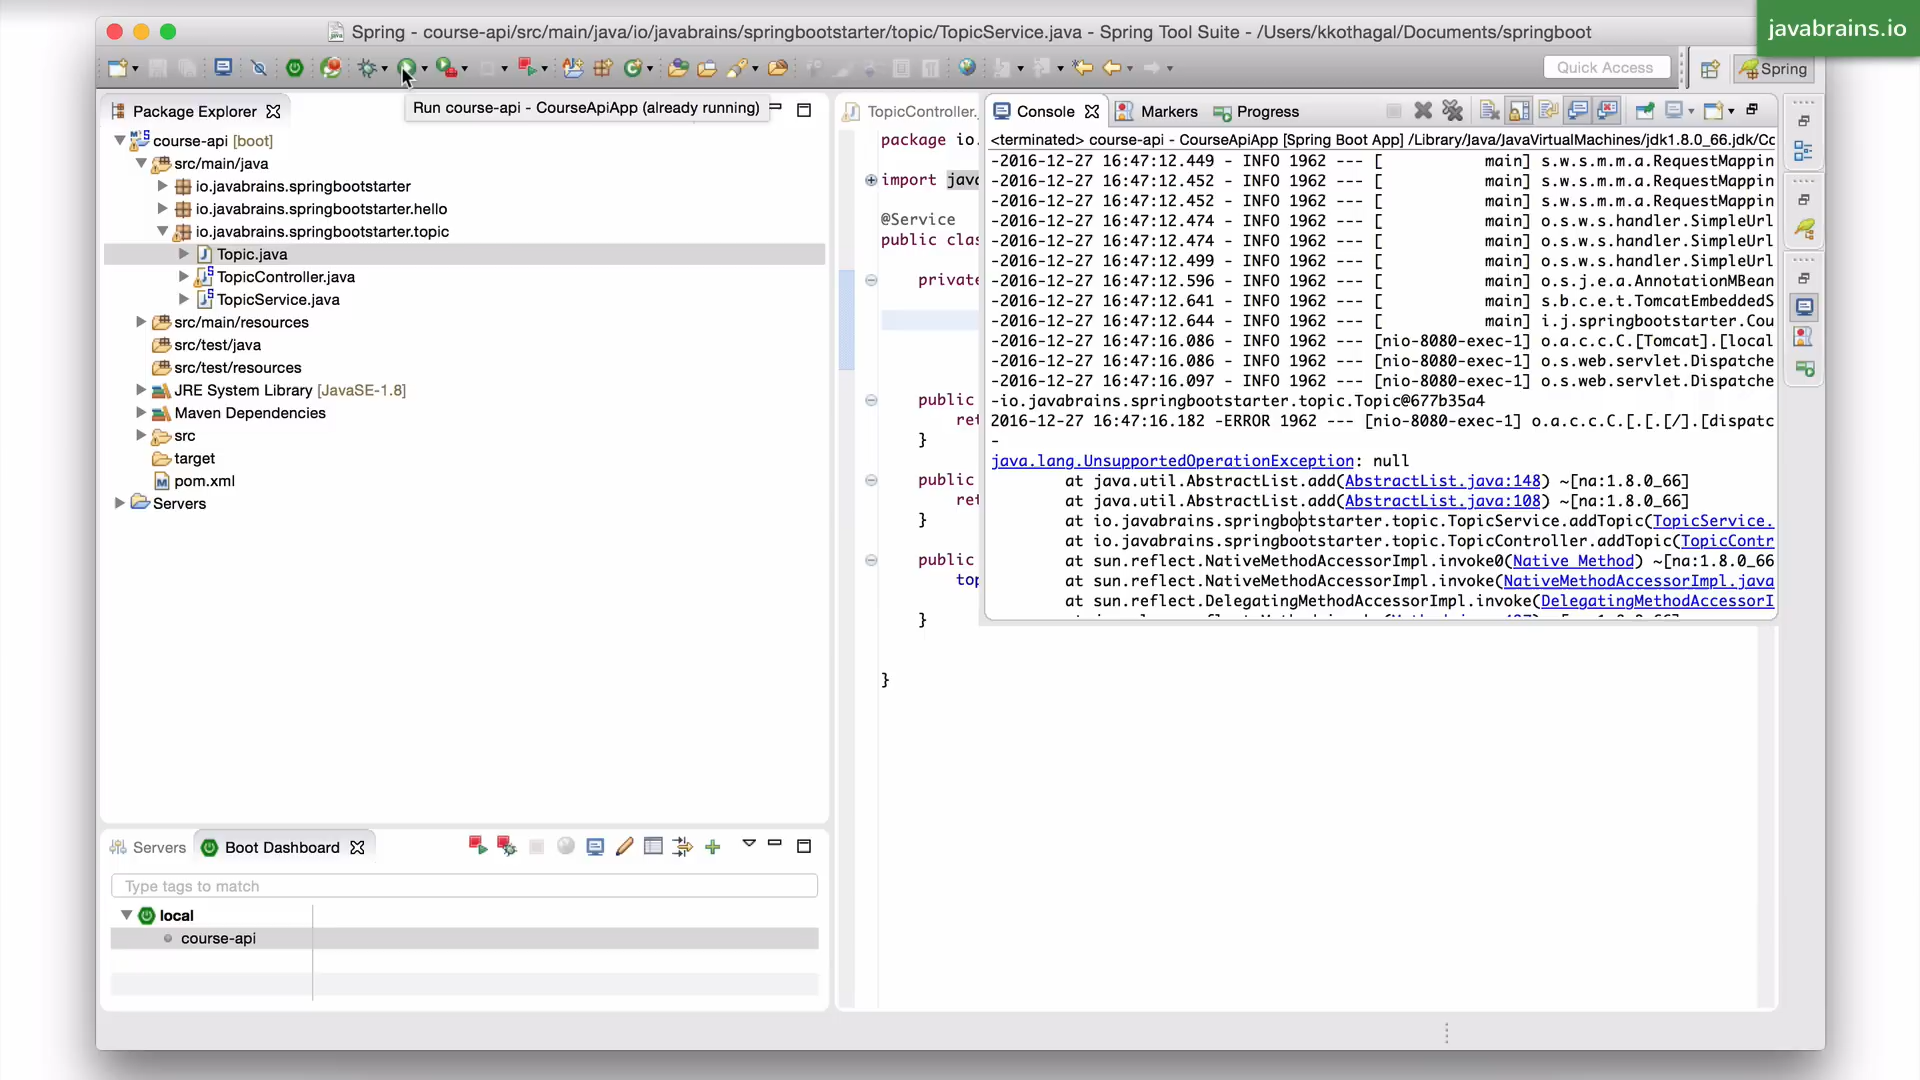 javabrains.io
Spring - course-api/src/main/java/io/javabrains/springbootstarter/topic/TopicService.java - Spring Tool Suite - /Users/kkothagal/Documents/springboot
Quick Access
Spring
Run course-api - CourseApiApp (already running)
Package Explorer
course-api [boot]
src/main/java
io.javabrains.springbootstarter
io.javabrains.springbootstarter.hello
io.javabrains.springbootstarter.topic
Topic.java
TopicController.java
TopicService.java
src/main/resources
src/test/java
src/test/resources
JRE System Library [JavaSE-1.8]
Maven Dependencies
src
target
pom.xml
Servers
TopicController.
package io.
import java
@Service
public clas
private
public
ret
}
public
ret
}
public
top
}
}
Console
Markers
Progress
<terminated> course-api - CourseApiApp [Spring Boot App] /Library/Java/JavaVirtualMachines/jdk1.8.0_66.jdk/Co
-2016-12-27 16:47:12.449 - INFO 1962 --- [ main] s.w.s.m.m.a.RequestMappin
-2016-12-27 16:47:12.452 - INFO 1962 --- [ main] s.w.s.m.m.a.RequestMappin
-2016-12-27 16:47:12.452 - INFO 1962 --- [ main] s.w.s.m.m.a.RequestMappin
-2016-12-27 16:47:12.474 - INFO 1962 --- [ main] o.s.w.s.handler.SimpleUrl
-2016-12-27 16:47:12.474 - INFO 1962 --- [ main] o.s.w.s.handler.SimpleUrl
-2016-12-27 16:47:12.499 - INFO 1962 --- [ main] o.s.w.s.handler.SimpleUrl
-2016-12-27 16:47:12.596 - INFO 1962 --- [ main] o.s.j.e.a.AnnotationMBean
-2016-12-27 16:47:12.641 - INFO 1962 --- [ main] s.b.c.e.t.TomcatEmbeddedS
-2016-12-27 16:47:12.644 - INFO 1962 --- [ main] i.j.springbootstarter.Cou
-2016-12-27 16:47:16.086 - INFO 1962 --- [nio-8080-exec-1] o.a.c.c.C.[Tomcat].[local
-2016-12-27 16:47:16.086 - INFO 1962 --- [nio-8080-exec-1] o.s.web.servlet.Dispatche
-2016-12-27 16:47:16.097 - INFO 1962 --- [nio-8080-exec-1] o.s.web.servlet.Dispatche
-io.javabrains.springbootstarter.topic.Topic@677b35a4
2016-12-27 16:47:16.182 -ERROR 1962 --- [nio-8080-exec-1] o.a.c.c.C.[.[.[/].[dispatc
-
java.lang.UnsupportedOperationException: null
at java.util.AbstractList.add(AbstractList.java:148) ~[na:1.8.0_66]
at java.util.AbstractList.add(AbstractList.java:108) ~[na:1.8.0_66]
at io.javabrains.springbootstarter.topic.TopicService.addTopic(TopicService.
at io.javabrains.springbootstarter.topic.TopicController.addTopic(TopicContr
at sun.reflect.NativeMethodAccessorImpl.invoke0(Native Method) ~[na:1.8.0_66
at sun.reflect.NativeMethodAccessorImpl.invoke(NativeMethodAccessorImpl.java
at sun.reflect.DelegatingMethodAccessorImpl.invoke(DelegatingMethodAccessorI
Servers
Boot Dashboard
Type tags to match
local
course-api